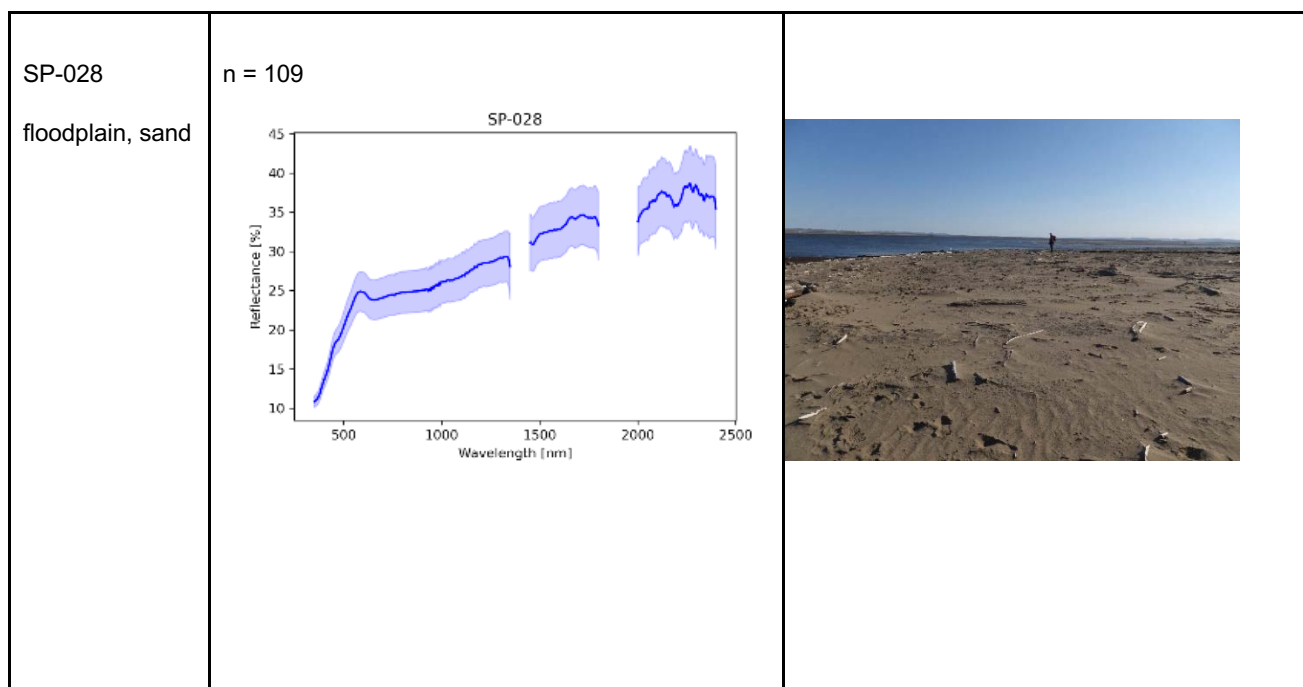 SP-028
floodplain, sand
n = 109
SP-028
45
40
35
30
25
20
15
10
Reflectance [%]
500 1000 1500 2000 2500
Wavelength [nm]